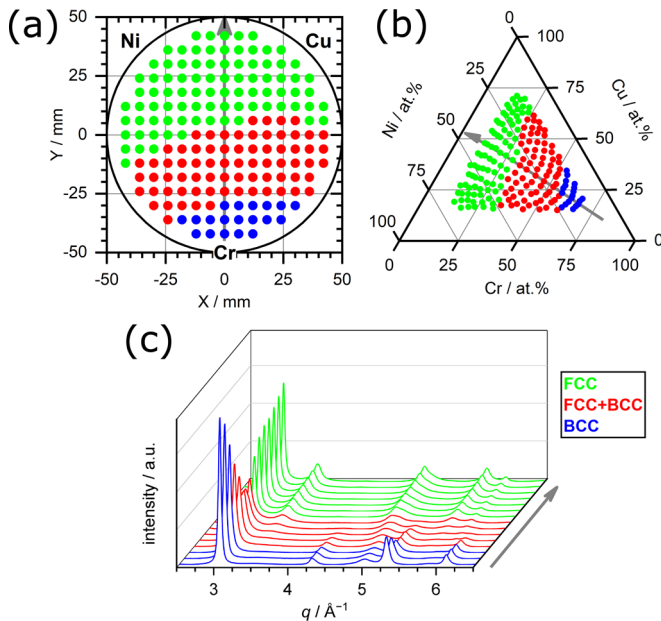 (a)
50
25
0
-25
-50
Y / mm
Ni
Cu
Cr
-50
-25
0
25
50
X / mm
(b)
0
25
50
75
100
Ni / at.%
100
75
50
25
0
Cu / at.%
0
25
50
75
100
Cr / at.%
(c)
intensity / a.u.
3
4
5
6
q / Å⁻¹
FCC
FCC+BCC
BCC